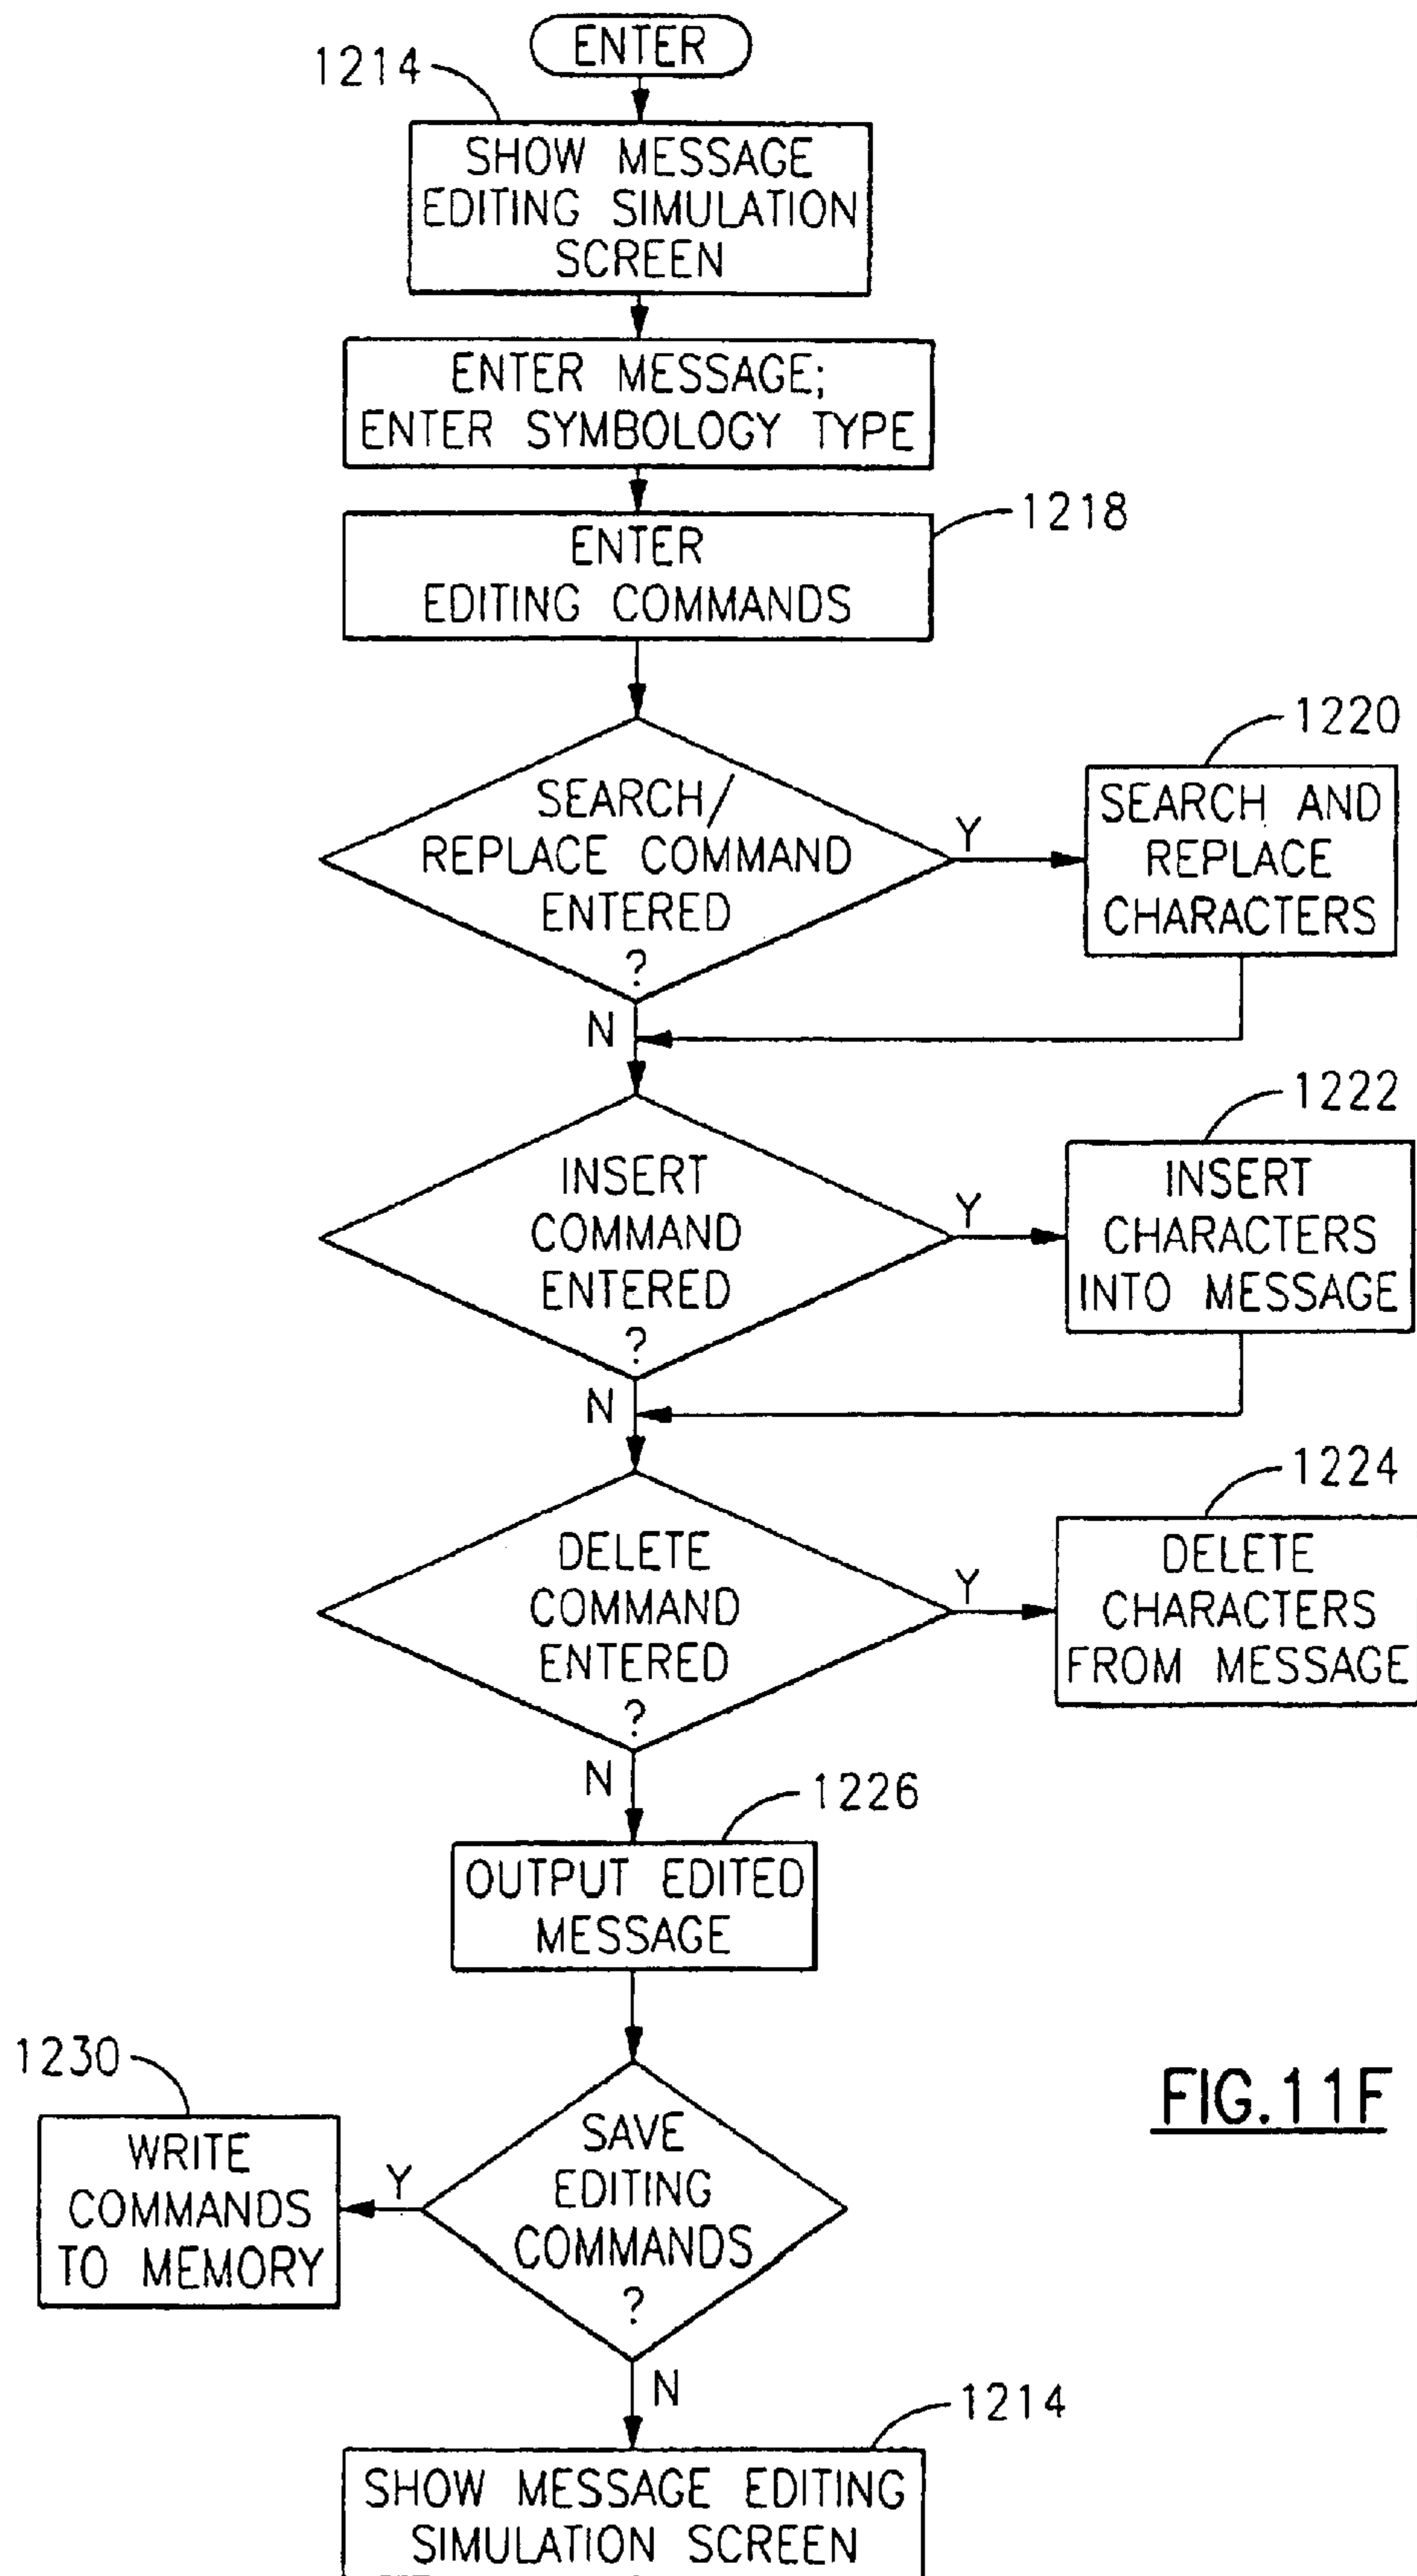 ENTER
1214
SHOW MESSAGE
EDITING SIMULATION
SCREEN
ENTER MESSAGE;
ENTER SYMBOLOGY TYPE
1218
ENTER
EDITING COMMANDS
1220
SEARCH/
REPLACE COMMAND
ENTERED
?
Y
SEARCH AND
REPLACE
CHARACTERS
N
1222
INSERT
COMMAND
ENTERED
?
Y
INSERT
CHARACTERS
INTO MESSAGE
N
1224
DELETE
COMMAND
ENTERED
?
Y
DELETE
CHARACTERS
FROM MESSAGE
N
1226
OUTPUT EDITED
MESSAGE
1230
WRITE
COMMANDS
TO MEMORY
Y
SAVE
EDITING
COMMANDS
?
FIG.11F
N
1214
SHOW MESSAGE EDITING
SIMULATION SCREEN